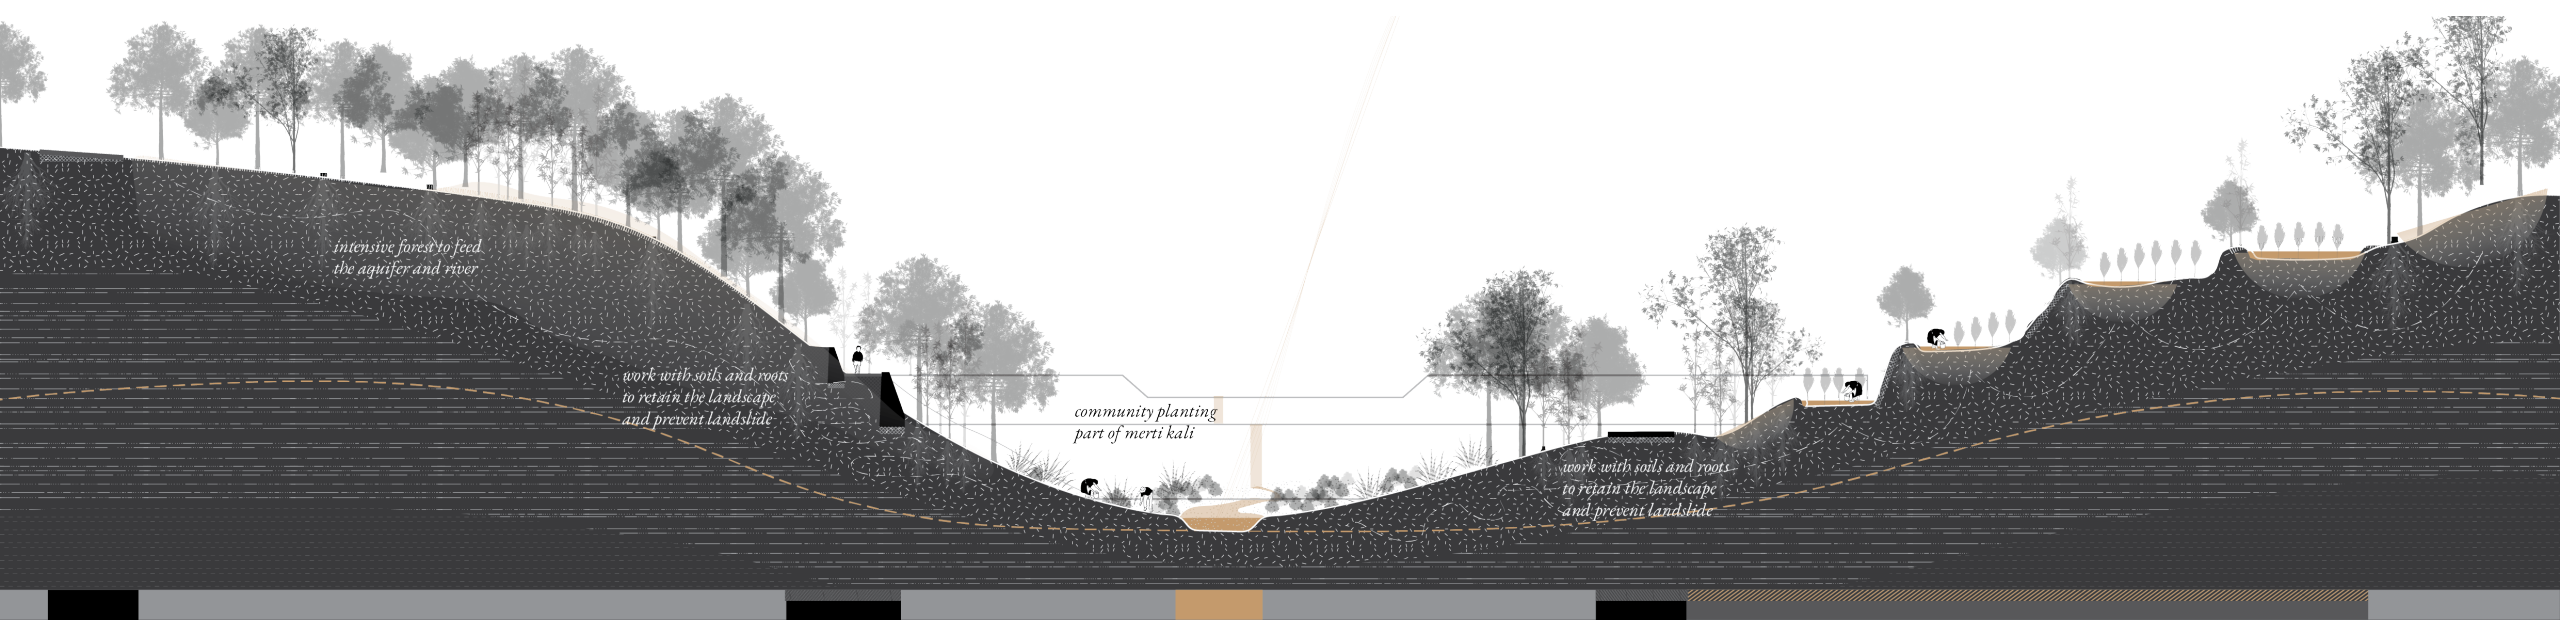 intensive forest to feed
the aquifer and river
work with soils and roots
to retain the landscape
and prevent landslide
community planting
part of merti kali
work with soils and roots
to retain the landscape
and prevent landslide